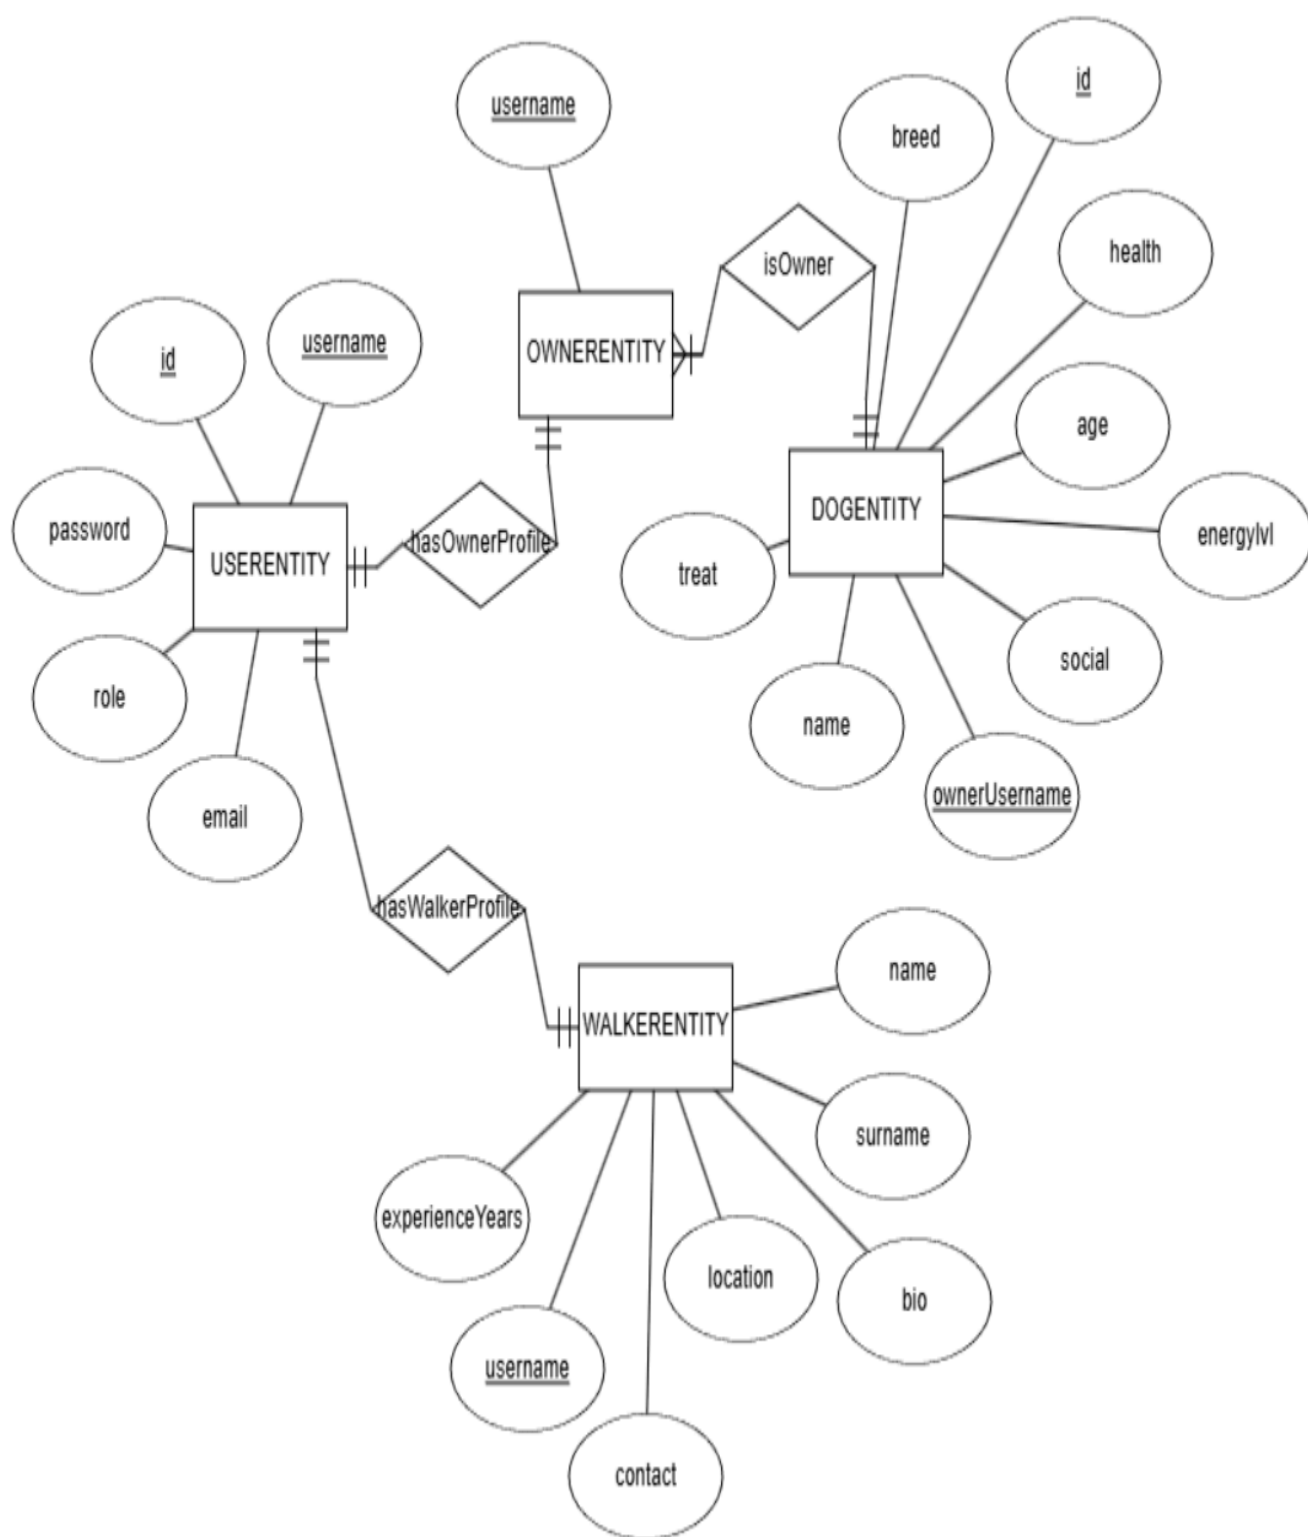 id
username
breed
health
isOwner
OWNERENTITY
id
username
age
password
USERENTITY
hasOwnerProfile
DOGENTITY
energylvl
treat
social
role
name
ownerUsername
email
hasWalkerProfile
name
WALKERENTITY
surname
experienceYears
location
bio
username
contact